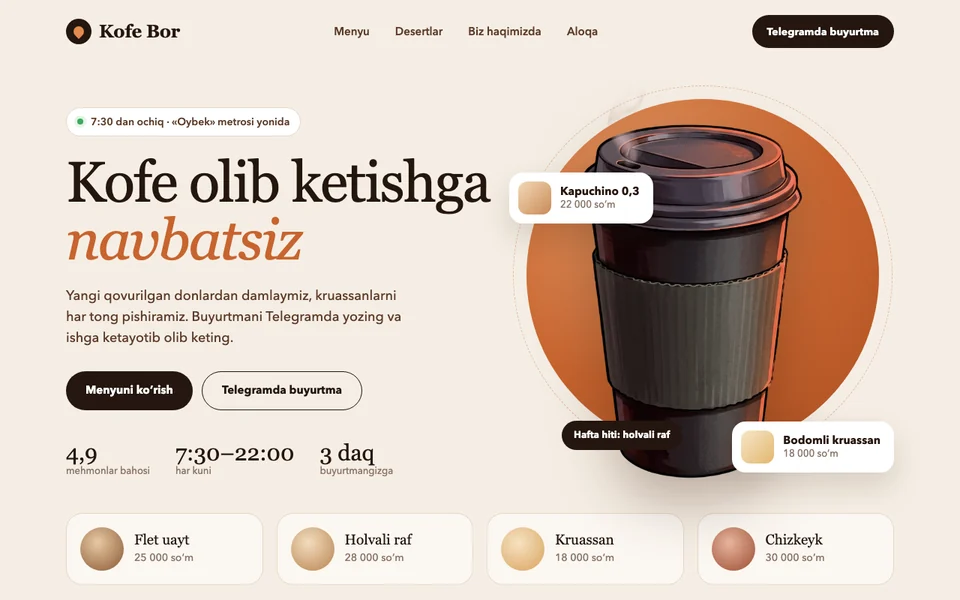 Kofe Bor
Menyu
Desertlar
Biz haqimizda
Aloqa
Telegramda buyurtma
7:30 dan ochiq · «Oybek» metrosi yonida
Kofe olib ketishga
navbatsiz
Yangi qovurilgan donlardan damlaymiz, kruassanlarni
har tong pishiramiz. Buyurtmani Telegramda yozing va
ishga ketayotib olib keting.
Menyuni ko‘rish
Telegramda buyurtma
4,9
mehmonlar bahosi
7:30–22:00
har kuni
3 daq
buyurtmangizga
Kapuchino 0,3
22 000 so‘m
Hafta hiti: holvali raf
Bodomli kruassan
18 000 so‘m
Flet uayt
25 000 so‘m
Holvali raf
28 000 so‘m
Kruassan
18 000 so‘m
Chizkeyk
30 000 so‘m